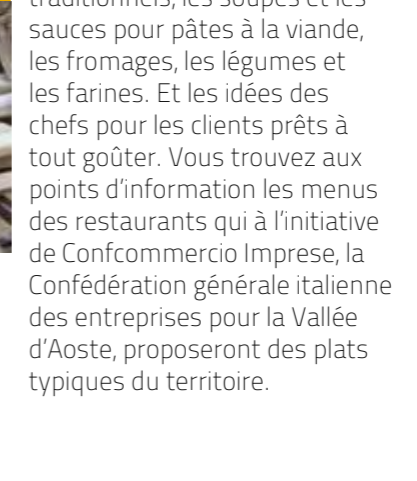 traditionnels, les soupes et les
sauces pour pâtes à la viande,
les fromages, les légumes et
les farines. Et les idées des
chefs pour les clients prêts à
tout goûter. Vous trouvez aux
points d’information les menus
des restaurants qui à l’initiative
de Confcommercio Imprese, la
Confédération générale italienne
des entreprises pour la Vallée
d’Aoste, proposeront des plats
typiques du territoire.